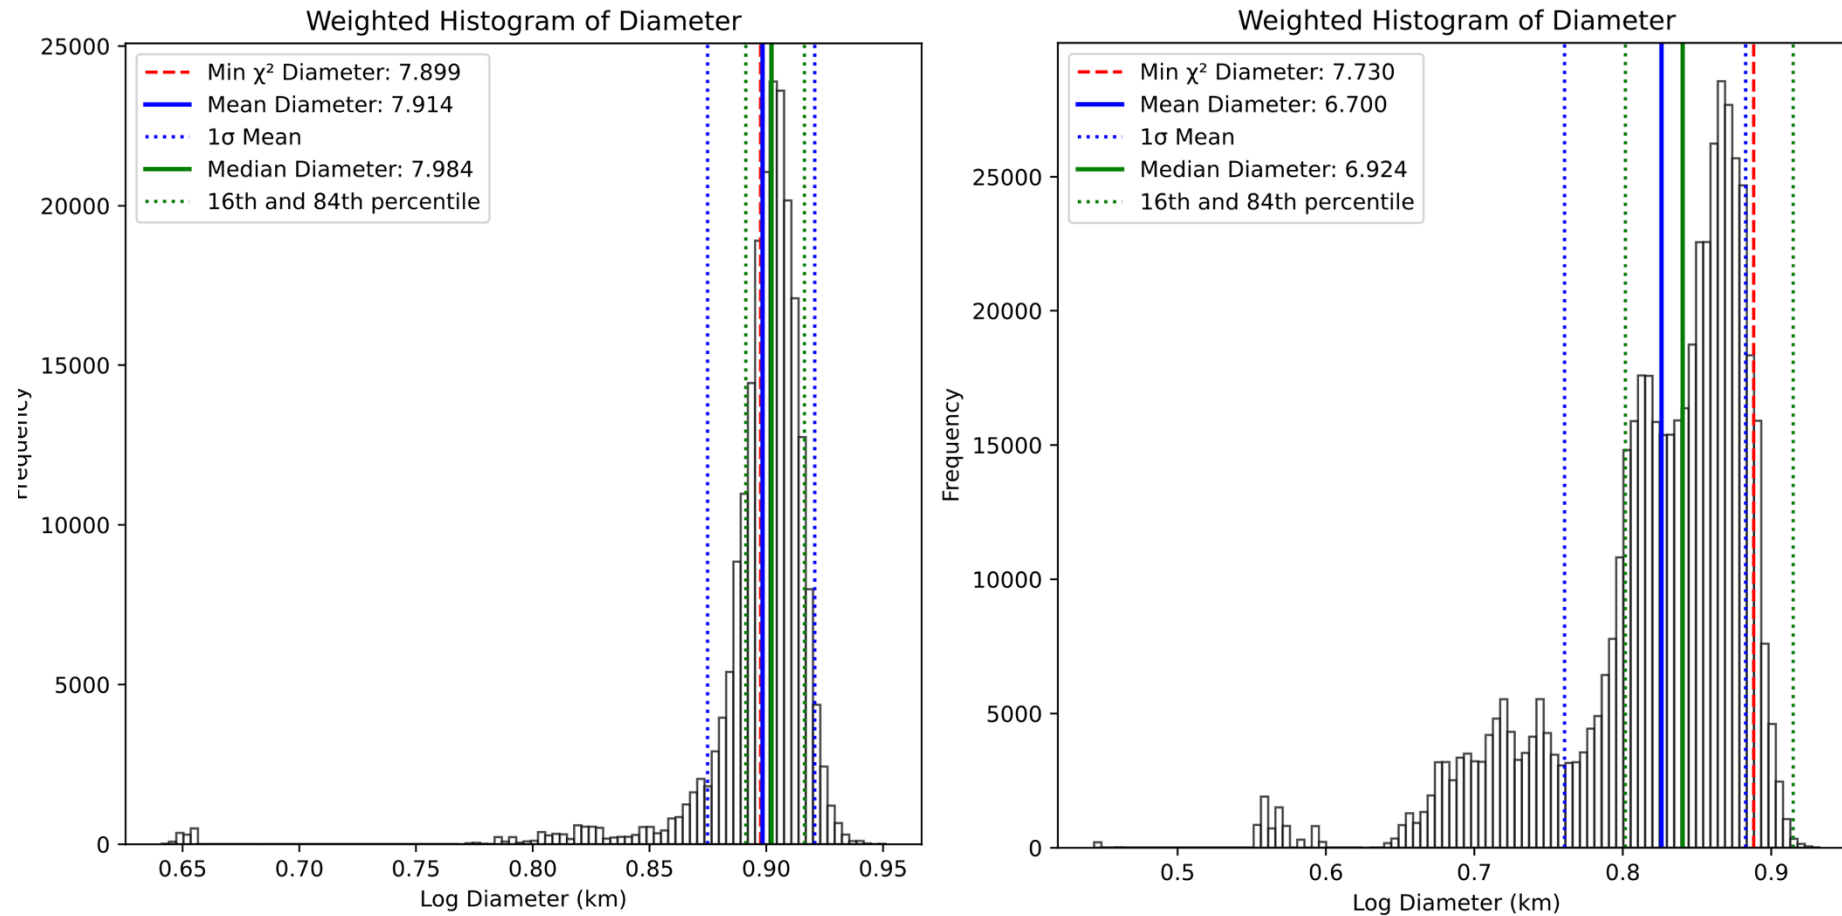 Weighted Histogram of Diameter
25000
20000
15000
10000
5000
0
Frequency
Min χ² Diameter: 7.899
Mean Diameter: 7.914
1σ Mean
Median Diameter: 7.984
16th and 84th percentile
0.65 0.70 0.75 0.80 0.85 0.90 0.95
Log Diameter (km)
Weighted Histogram of Diameter
25000
20000
15000
10000
5000
0
Frequency
Min χ² Diameter: 7.730
Mean Diameter: 6.700
1σ Mean
Median Diameter: 6.924
16th and 84th percentile
0.5 0.6 0.7 0.8 0.9
Log Diameter (km)